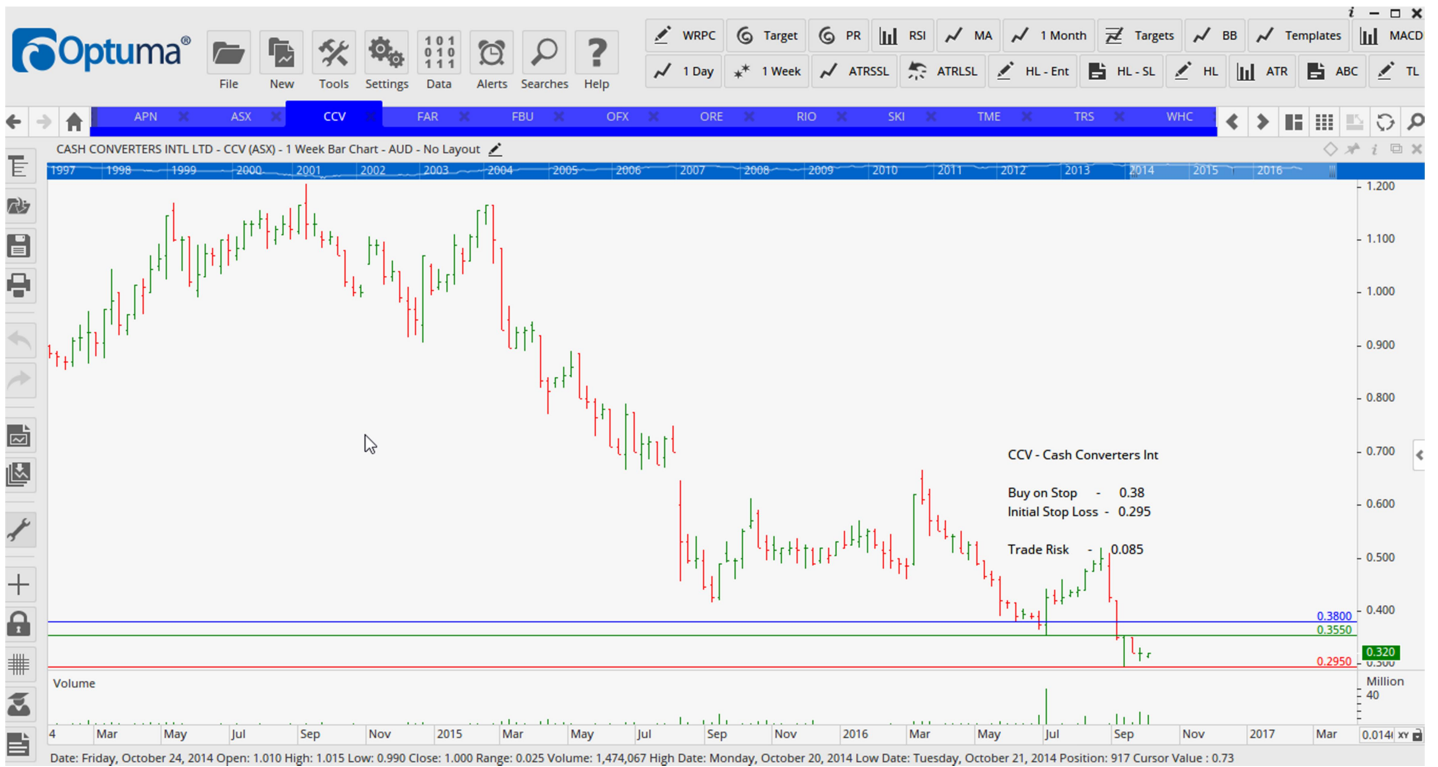 i
Optuma®
File New Tools Settings Data Alerts Searches Help
WRPC Target PR RSI MA 1 Month Targets BB Templates MACD
1 Day 1 Week ATRSSL ATRLSL HL - Ent HL - SL HL ATR ABC TL
101
010
111
APN ASX CCV FAR FBU OFX ORE RIO SKI TME TRS WHC
CASH CONVERTERS INTL LTD - CCV (ASX) - 1 Week Bar Chart - AUD - No Layout
1997 1998 1999 2000 2001 2002 2003 2004 2005 2006 2007 2008 2009 2010 2011 2012 2013 2014 2015 2016
1.200
1.100
1.000
0.900
0.800
0.700
CCV - Cash Converters Int
Buy on Stop - 0.38
0.600
Initial Stop Loss - 0.295
Trade Risk - 0.085
0.500
0.400
0.3800
0.3550
0.320
0.2950
0.300
Volume
Million
40
4 Mar May Jul Sep Nov 2015 Mar May Jul Sep Nov 2016 Mar May Jul Sep Nov 2017 Mar
XY
Date: Friday, October 24, 2014 Open: 1.010 High: 1.015 Low: 0.990 Close: 1.000 Range: 0.025 Volume: 1,474,067 High Date: Monday, October 20, 2014 Low Date: Tuesday, October 21, 2014 Position: 917 Cursor Value : 0.73